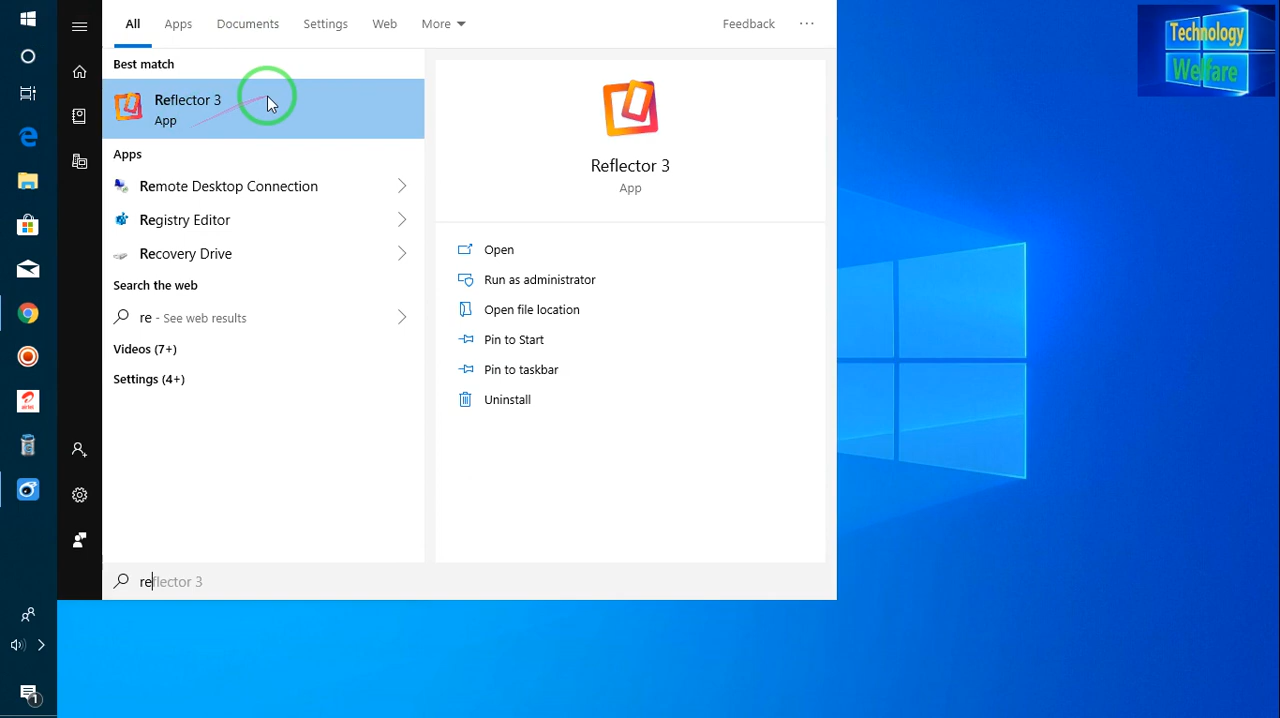 All Apps Documents Settings Web More Feedback
Technology
Welfare
Best match
Reflector 3
App
Apps
Remote Desktop Connection
Registry Editor
Recovery Drive
Search the web
re - See web results
Videos (7+)
Settings (4+)
Reflector 3
App
Open
Run as administrator
Open file location
Pin to Start
Pin to taskbar
Uninstall
reflector 3
airtel
1